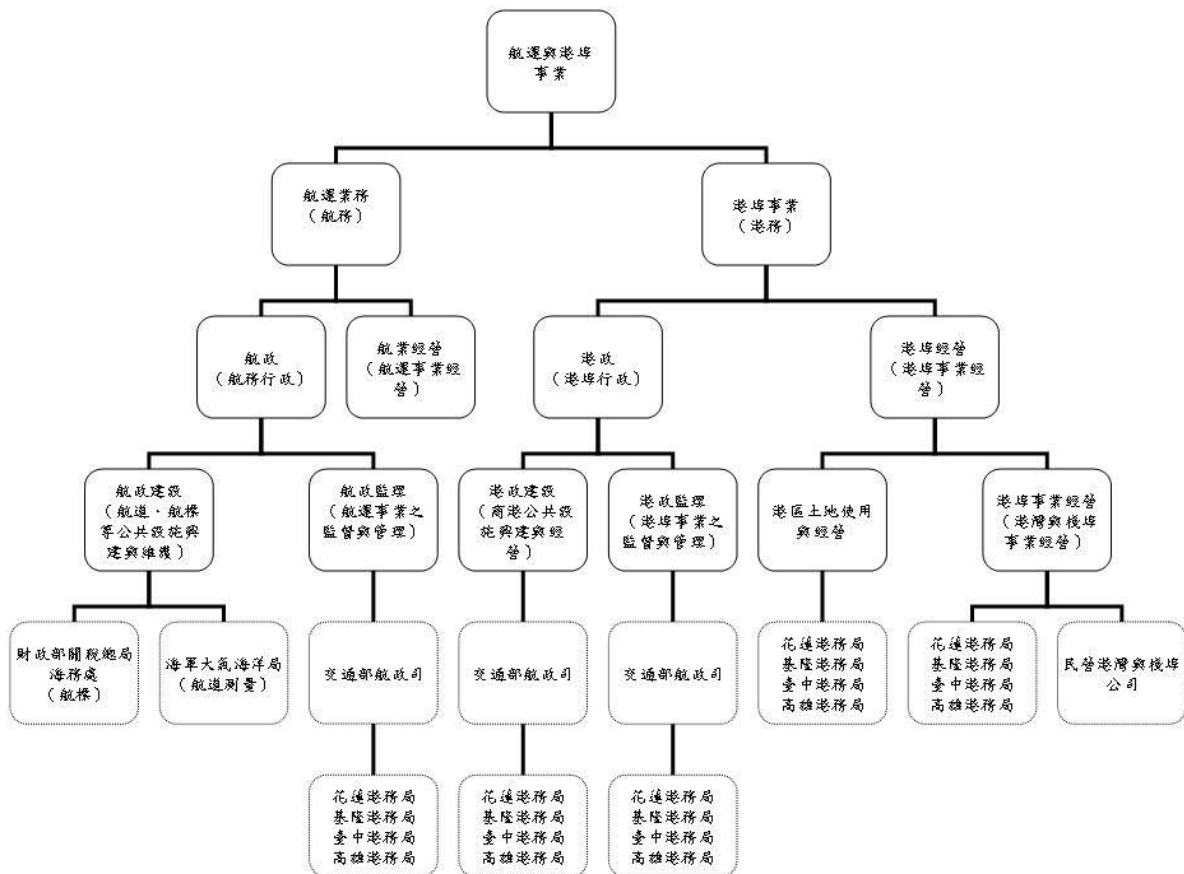 航運與港埠
事業
航運業務
（航務）
港埠事業
（港務）
航政
（航務行政）
航業經營
（航運事業經
營）
港政
（港埠行政）
港埠經營
（港埠事業經
營）
航政建設
（航道、航標
等公共設施興
建與維護）
航政監理
（航運事業之
監督與管理）
港政建設
（商港公共設
施興建與經
營）
港政監理
（港埠事業之
監督與管理）
港區土地使用
與經營
港埠事業經營
（港灣與棧埠
事業經營）
財政部關稅總局
海務處
（航標）
海軍大氣海洋局
（航道測量）
交通部航政司
交通部航政司
交通部航政司
花蓮港務局
基隆港務局
臺中港務局
高雄港務局
花蓮港務局
基隆港務局
臺中港務局
高雄港務局
民營港灣與棧埠
公司
花蓮港務局
基隆港務局
臺中港務局
高雄港務局
花蓮港務局
基隆港務局
臺中港務局
高雄港務局
花蓮港務局
基隆港務局
臺中港務局
高雄港務局